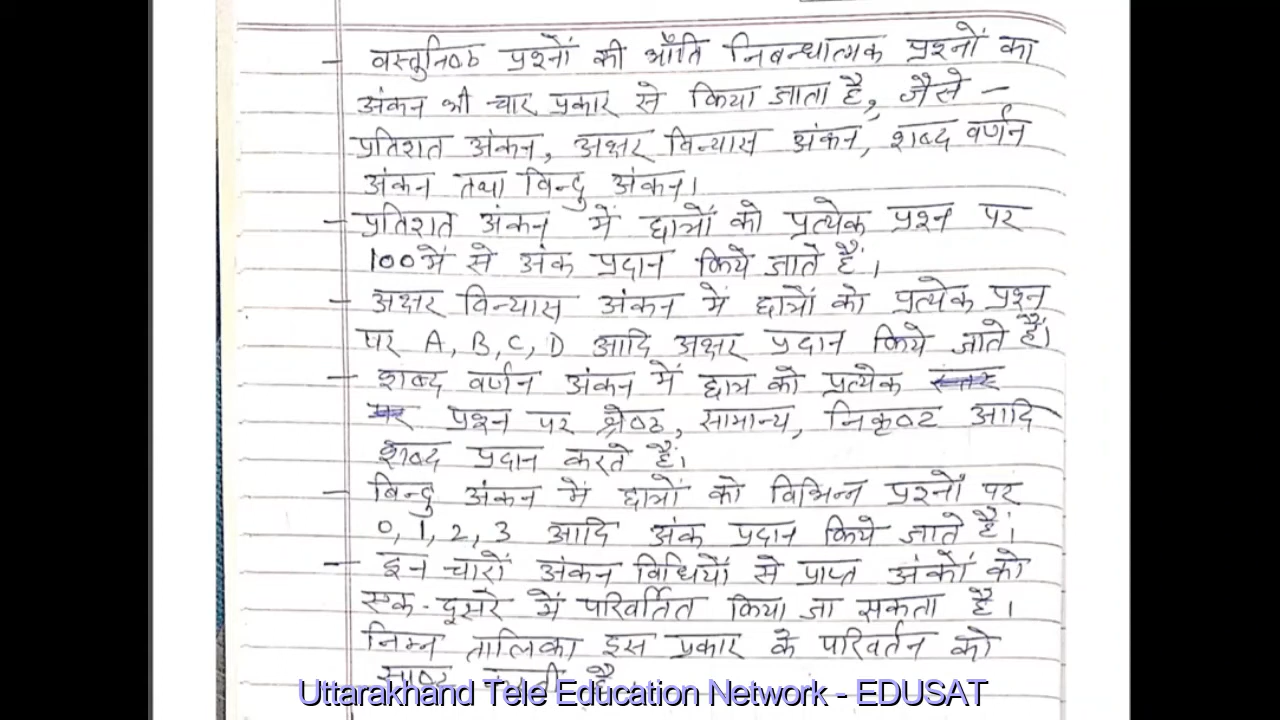 - वस्तुनिष्ठ प्रश्नों की भाँति निबन्धात्मक प्रश्नों का
अंकन भी चार प्रकार से किया जाता है, जैसे -
प्रतिशत अंकन, अक्षर विन्यास अंकन, शब्द वर्णन
अंकन तथा बिन्दु अंकन।
- प्रतिशत अंकन में छात्रों को प्रत्येक प्रश्न पर
100 में से अंक प्रदान किये जाते हैं।
- अक्षर विन्यास अंकन में छात्रों को प्रत्येक प्रश्न
पर A, B, C, D आदि अक्षर प्रदान किये जाते हैं।
- शब्द वर्णन अंकन में छात्र को प्रत्येक
प्रश्न पर श्रेष्ठ, सामान्य, निकृष्ट आदि
शब्द प्रदान करते हैं।
- बिन्दु अंकन में छात्रों को विभिन्न प्रश्नों पर
0, 1, 2, 3 आदि अंक प्रदान किये जाते हैं।
- इन चारों अंकन विधियों से प्राप्त अंकों को
एक-दूसरे में परिवर्तित किया जा सकता है।
निम्न तालिका इस प्रकार के परिवर्तन को
Uttarakhand Tele Education Network - EDUSAT